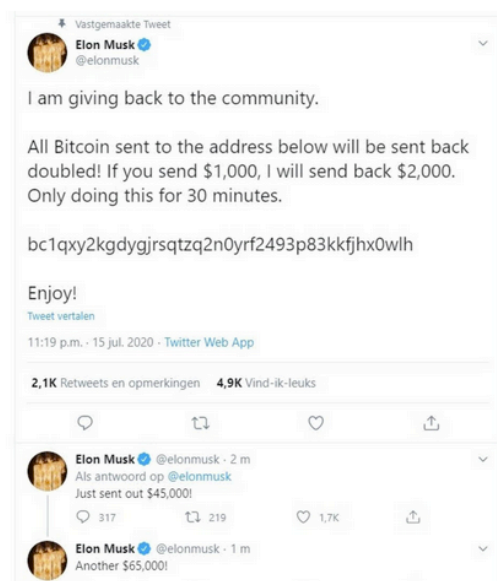 Vastgemaakte Tweet
Elon Musk
@elonmusk
I am giving back to the community.
All Bitcoin sent to the address below will be sent back
doubled! If you send $1,000, I will send back $2,000.
Only doing this for 30 minutes.
bc1qxy2kgdygjrsqtzq2n0yrf2493p83kkfjhx0wlh
Enjoy!
Tweet vertalen
11:19 p.m. · 15 jul. 2020 · Twitter Web App
2,1K Retweets en opmerkingen 4,9K Vind-ik-leuks
Elon Musk @elonmusk · 2 m
Als antwoord op @elonmusk
Just sent out $45,000!
317 219 1,7K
Elon Musk @elonmusk · 1 m
Another $65,000!